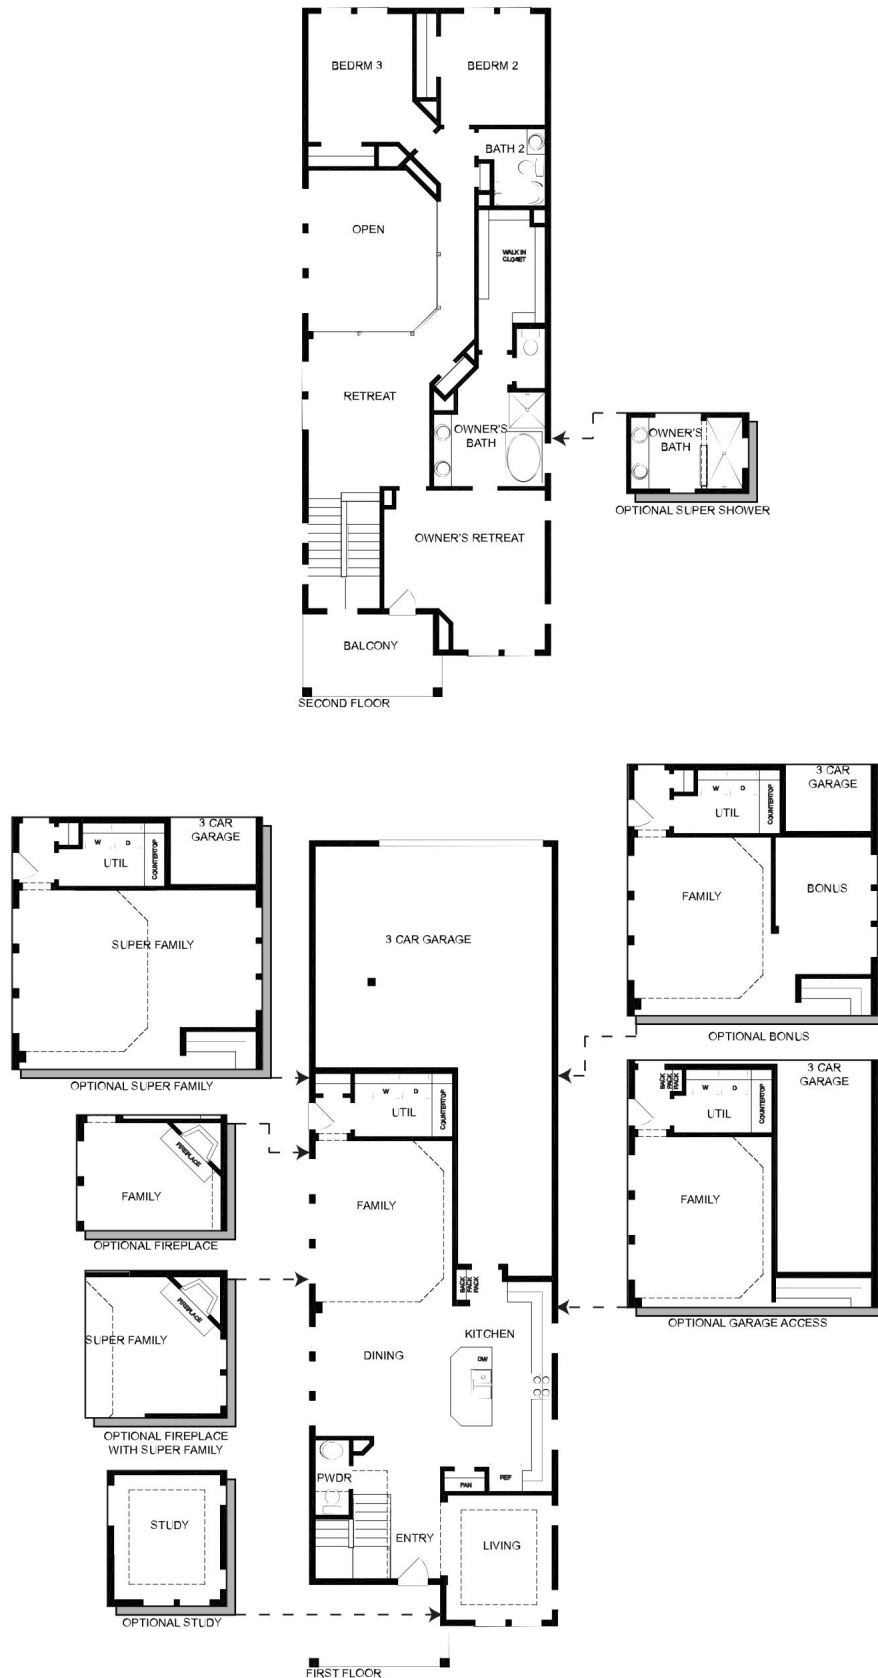 BEDRM 3
BEDRM 2
BATH 2
OPEN
WALK IN
CLOSET
RETREAT
OWNER'S
BATH
OWNER'S
BATH
OPTIONAL SUPER SHOWER
OWNER'S RETREAT
BALCONY
SECOND FLOOR
3 CAR
GARAGE
W
D
UTIL
COUNTERTOP
SUPER FAMILY
OPTIONAL SUPER FAMILY
FIREPLACE
FAMILY
OPTIONAL FIREPLACE
FIREPLACE
SUPER FAMILY
OPTIONAL FIREPLACE
WITH SUPER FAMILY
STUDY
OPTIONAL STUDY
3 CAR GARAGE
W
D
UTIL
COUNTERTOP
FAMILY
BACK
PACK
RACK
KITCHEN
DINING
DW
PWDR
PAN
REF
ENTRY
LIVING
FIRST FLOOR
3 CAR
GARAGE
W
D
UTIL
COUNTERTOP
FAMILY
BONUS
OPTIONAL BONUS
3 CAR
GARAGE
BACK
PACK
RACK
W
D
UTIL
COUNTERTOP
FAMILY
OPTIONAL GARAGE ACCESS